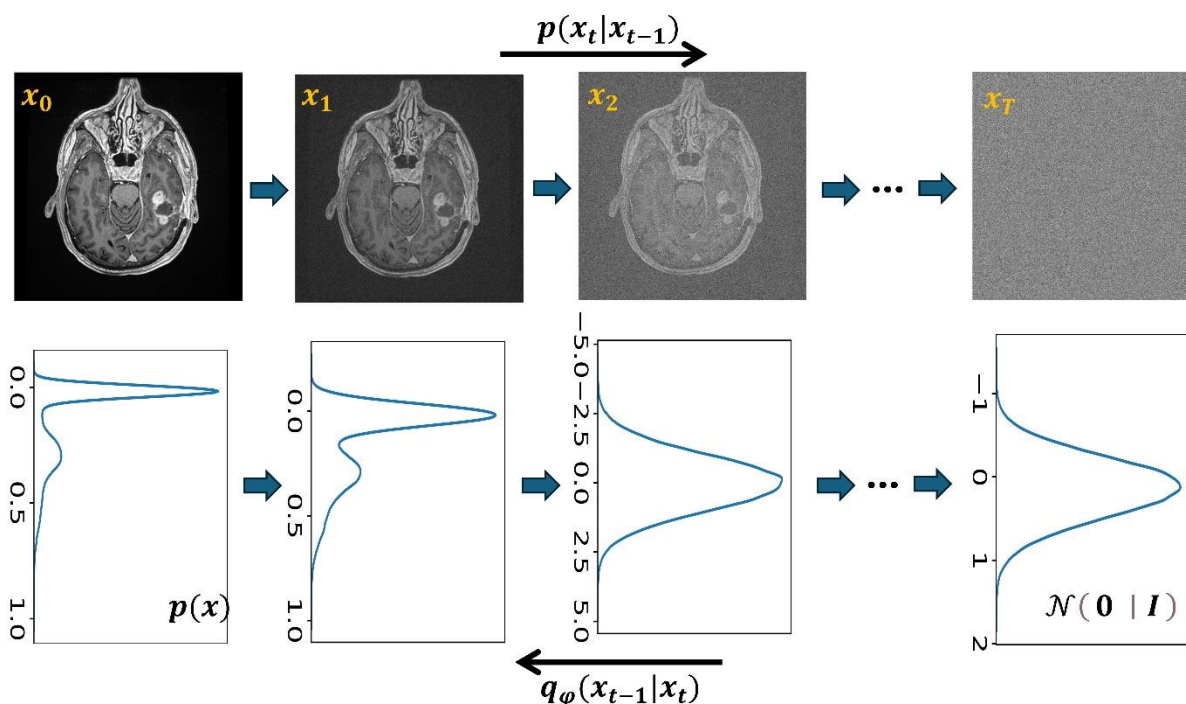 p(x_t|x_{t-1})
x_0
x_1
x_2
x_T
...
0.0
0.5
1.0
p(x)
0.0
0.5
1.0
−5.0
−2.5
0.0
2.5
5.0
...
−1
0
1
2
𝒩(0 | I)
q_φ(x_{t-1}|x_t)